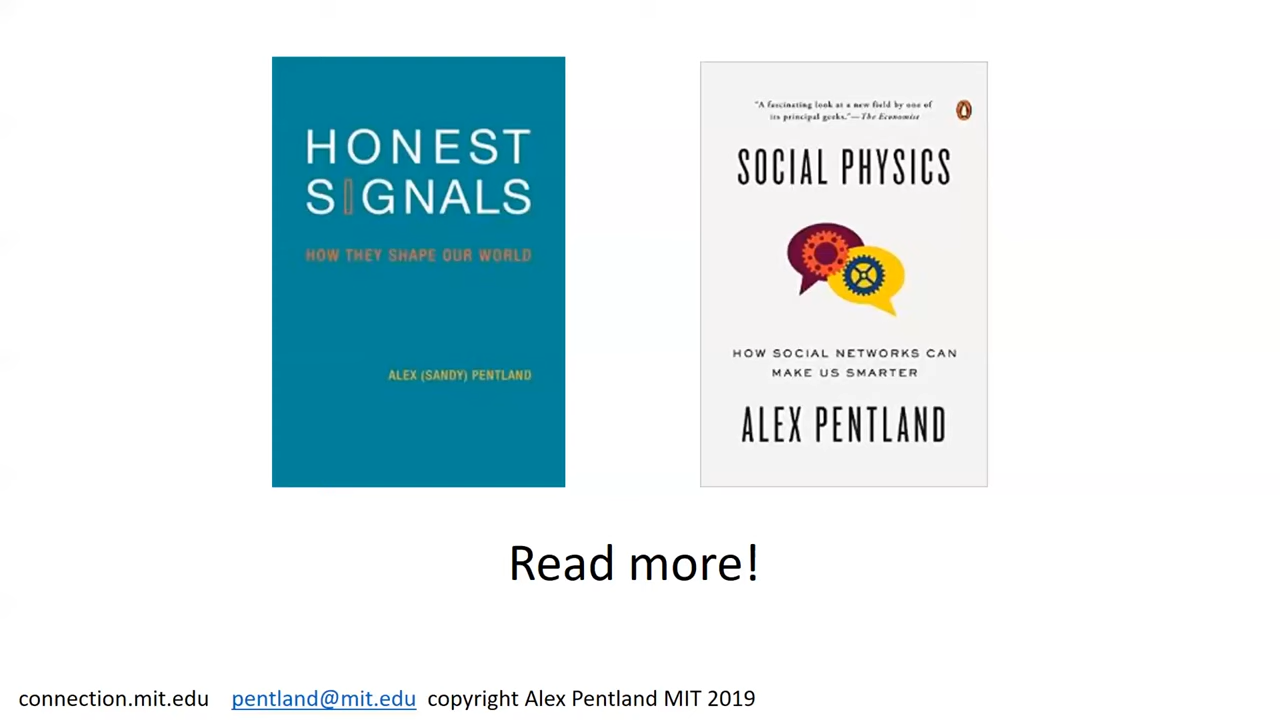 HONEST
SIGNALS
HOW THEY SHAPE OUR WORLD
ALEX (SANDY) PENTLAND
"A fascinating look at a new field by one of
its principal geeks."—The Economist
SOCIAL PHYSICS
HOW SOCIAL NETWORKS CAN
MAKE US SMARTER
ALEX PENTLAND
Read more!
connection.mit.edu pentland@mit.edu copyright Alex Pentland MIT 2019